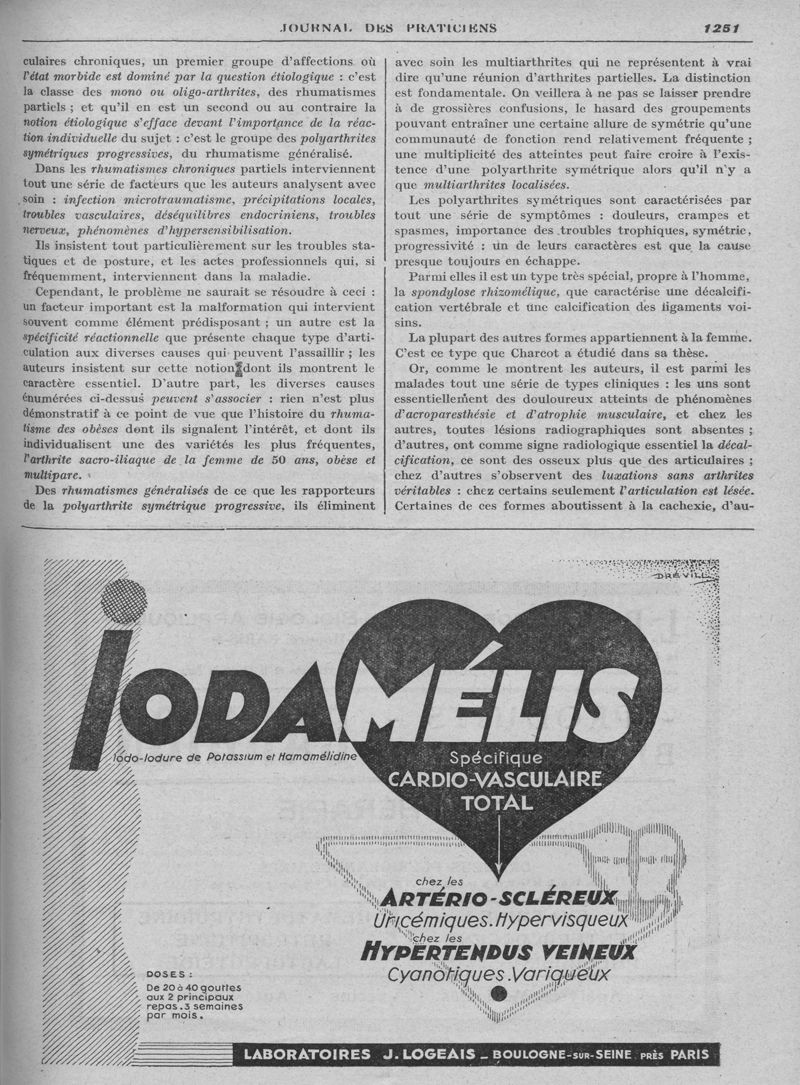 JOURNAL DES PRATICIENS 1251
culaires chroniques, un premier groupe d'affections où
l'état morbide est dominé par la question étiologique : c'est
la classe des mono ou oligo-arthrites, des rhumatismes
partiels ; et qu'il en est un second ou au contraire la
notion étiologique s'efface devant l'importance de la réac-
tion individuelle du sujet : c'est le groupe des polyarthrites
symétriques progressives, du rhumatisme généralisé.
Dans les rhumatismes chroniques partiels interviennent
tout une série de facteurs que les auteurs analysent avec
soin : infection microtraumatisme, précipitations locales,
troubles vasculaires, déséquilibres endocriniens, troubles
nerveux, phénomènes d'hypersensibilisation.
Ils insistent tout particulièrement sur les troubles sta-
tiques et de posture, et les actes professionnels qui, si
fréquemment, interviennent dans la maladie.
Cependant, le problème ne saurait se résoudre à ceci :
un facteur important est la malformation qui intervient
souvent comme élément prédisposant ; un autre est la
spécificité réactionnelle que présente chaque type d'arti-
culation aux diverses causes qui peuvent l'assaillir ; les
auteurs insistent sur cette notion dont ils montrent le
caractère essentiel. D'autre part, les diverses causes
énumérées ci-dessus peuvent s'associer : rien n'est plus
démonstratif à ce point de vue que l'histoire du rhuma-
tisme des obèses dont ils signalent l'intérêt, et dont ils
individualisent une des variétés les plus fréquentes,
l'arthrite sacro-iliaque de la femme de 50 ans, obèse et
multipare.
Des rhumatismes généralisés de ce que les rapporteurs
de la polyarthrite symétrique progressive, ils éliminent
avec soin les multiarthrites qui ne représentent à vrai
dire qu'une réunion d'arthrites partielles. La distinction
est fondamentale. On veillera à ne pas se laisser prendre
à de grossières confusions, le hasard des groupements
pouvant entraîner une certaine allure de symétrie qu'une
communauté de fonction rend relativement fréquente ;
une multiplicité des atteintes peut faire croire à l'exis-
tence d'une polyarthrite symétrique alors qu'il n'y a
que multiarthrites localisées.
Les polyarthrites symétriques sont caractérisées par
tout une série de symptômes : douleurs, crampes et
spasmes, importance des troubles trophiques, symétrie,
progressivité : un de leurs caractères est que la cause
presque toujours en échappe.
Parmi elles il est un type très spécial, propre à l'homme,
la spondylose rhizomélique, que caractérise une décalcifi-
cation vertébrale et une calcification des ligaments voi-
sins.
La plupart des autres formes appartiennent à la femme.
C'est ce type que Charcot a étudié dans sa thèse.
Or, comme le montrent les auteurs, il est parmi les
malades tout une série de types cliniques : les uns sont
essentiellement des douloureux atteints de phénomènes
d'acroparesthésie et d'atrophie musculaire, et chez les
autres, toutes lésions radiographiques sont absentes ;
d'autres, ont comme signe radiologique essentiel la décal-
cification, ce sont des osseux plus que des articulaires ;
chez d'autres s'observent des luxations sans arthrites
véritables : chez certains seulement l'articulation est lésée.
Certaines de ces formes aboutissent à la cachexie, d'au-
DRÉVILL
IODAMÉLIS
Iodo-Iodure de Potassium et Hamamélidine
Spécifique
CARDIO-VASCULAIRE
TOTAL
chez les
ARTÉRIO-SCLÉREUX
Uricémiques. Hypervisqueux
chez les
HYPERTENDUS VEINEUX
Cyanotiques. Variqueux
DOSES :
De 20 à 40 gouttes
aux 2 principaux
repas. 3 semaines
par mois.
LABORATOIRES J. LOGEAIS - BOULOGNE-SUR-SEINE PRÈS PARIS